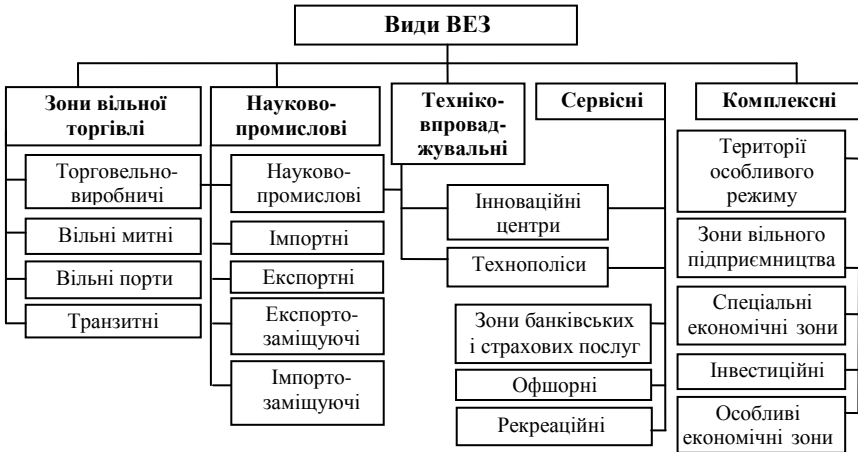 Види ВЕЗ
Зони вільної
торгівлі
Торговельно-
виробничі
Вільні митні
Вільні порти
Транзитні
Науково-
промислові
Науково-
промислові
Імпортні
Експортні
Експорто-
заміщуючі
Імпорто-
заміщуючі
Техніко-
впровад-
жувальні
Інноваційні
центри
Технополіси
Сервісні
Зони банківських
і страхових послуг
Офшорні
Рекреаційні
Комплексні
Території
особливого
режиму
Зони вільного
підприємництва
Спеціальні
економічні зони
Інвестиційні
Особливі
економічні зони